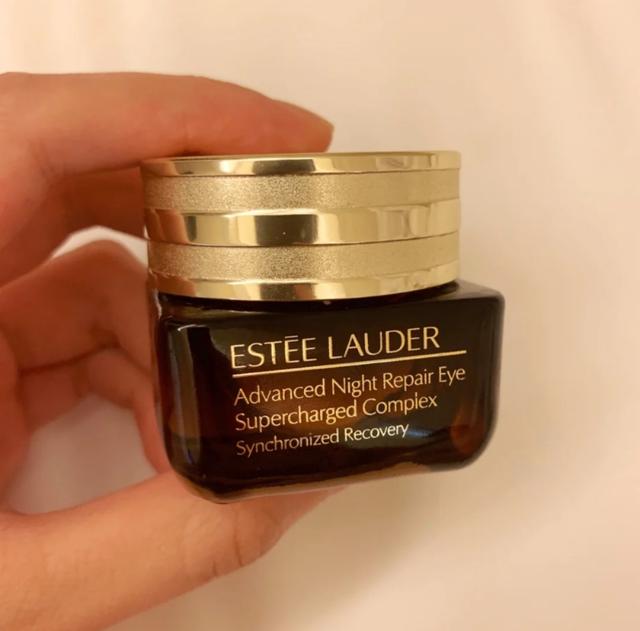 ESTĒE LAUDER
Advanced Night Repair Eye
Supercharged Complex
Synchronized Recovery